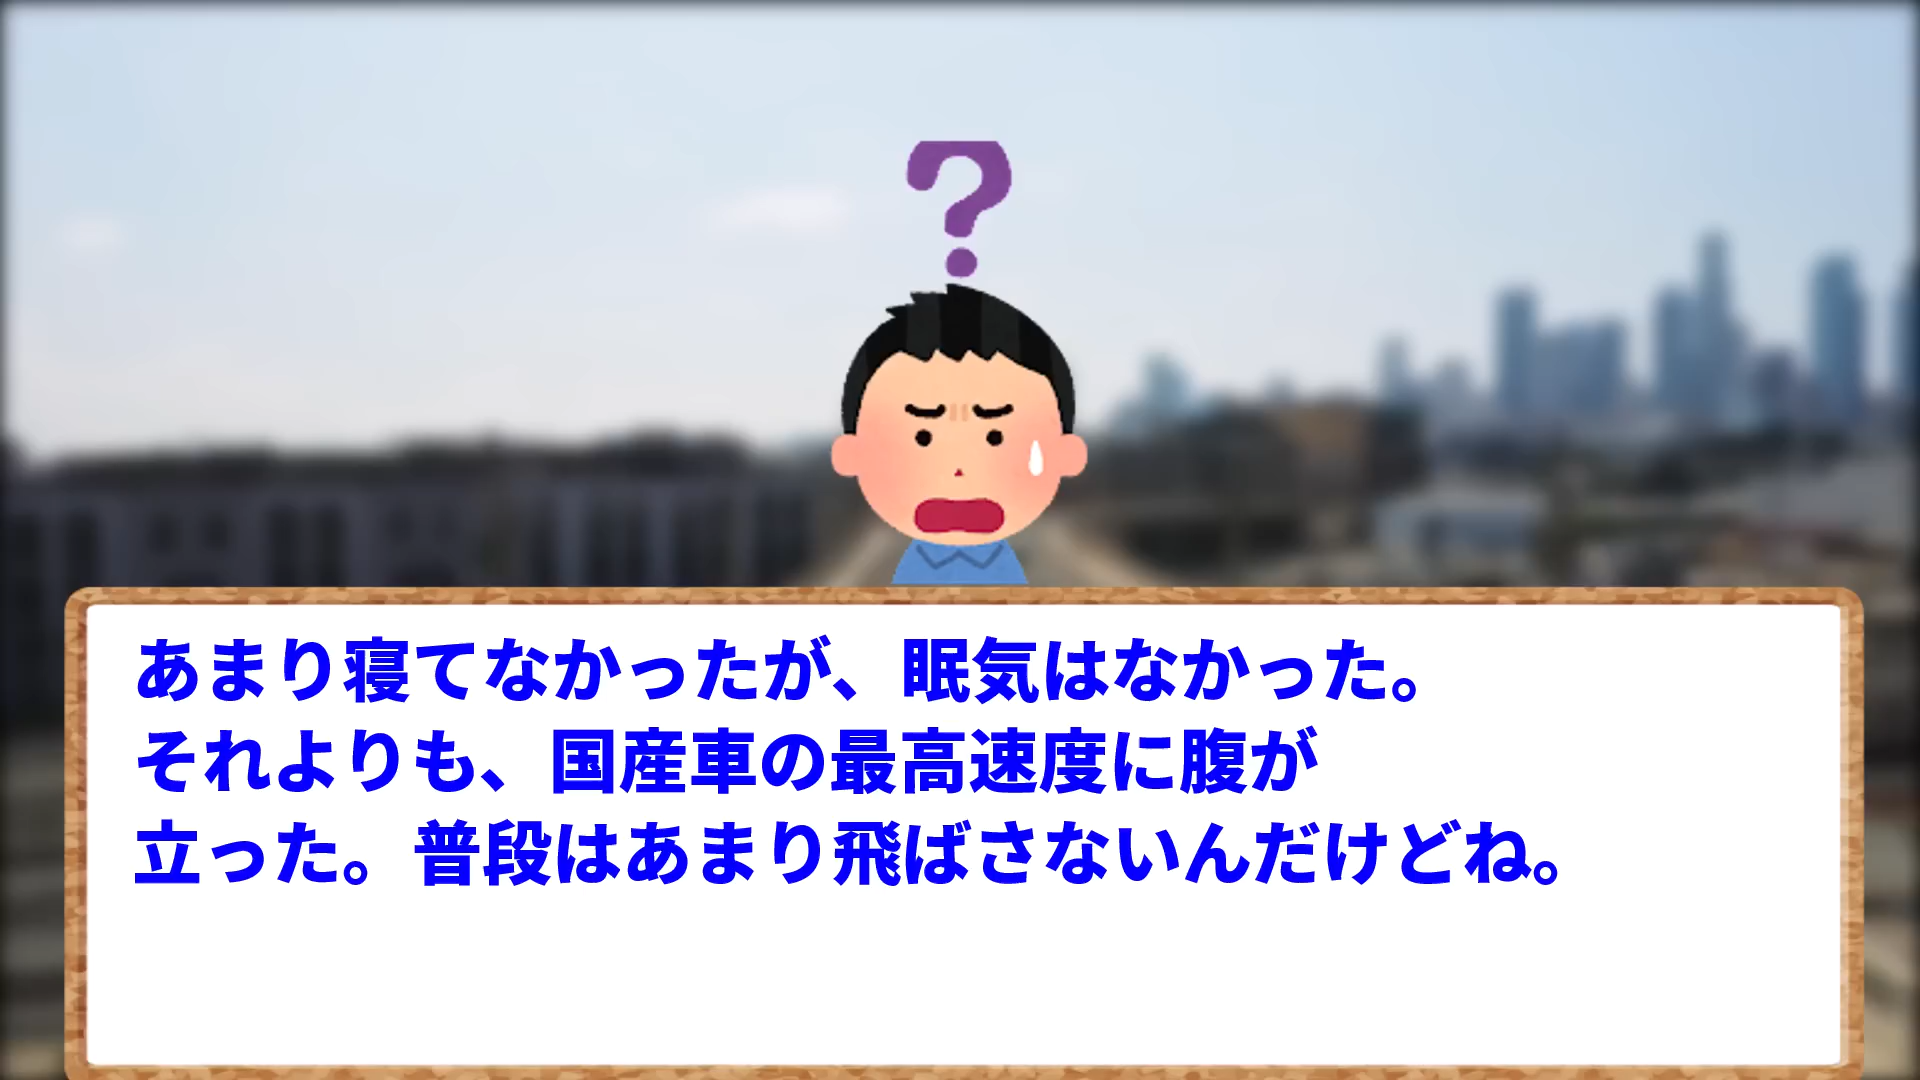 あまり寝てなかったが、眠気はなかった。
それよりも、国産車の最高速度に腹が
立った。普段はあまり飛ばさないんだけどね。